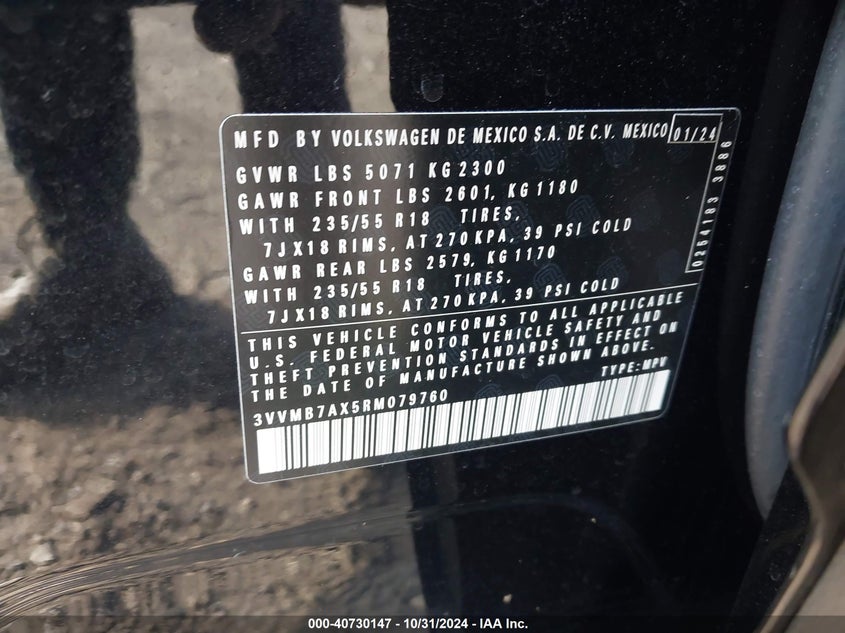 MFD BY VOLKSWAGEN DE MEXICO S.A. DE C.V. MEXICO 01/24
GVWR LBS 5071 KG 2300
GAWR FRONT LBS 2601, KG 1180
WITH 235/55 R18 TIRES,
7JX18 RIMS, AT 270 KPA, 39 PSI COLD
GAWR REAR LBS 2579, KG 1170
WITH 235/55 R18 TIRES,
7JX18 RIMS, AT 270 KPA, 39 PSI COLD
THIS VEHICLE CONFORMS TO ALL APPLICABLE
U.S. FEDERAL MOTOR VEHICLE SAFETY AND
THEFT PREVENTION STANDARDS IN EFFECT ON
THE DATE OF MANUFACTURE SHOWN ABOVE.
TYPE:MPV
3VVMB7AX5RM079760
0254183 3886
000-40730147 - 10/31/2024 - IAA Inc.